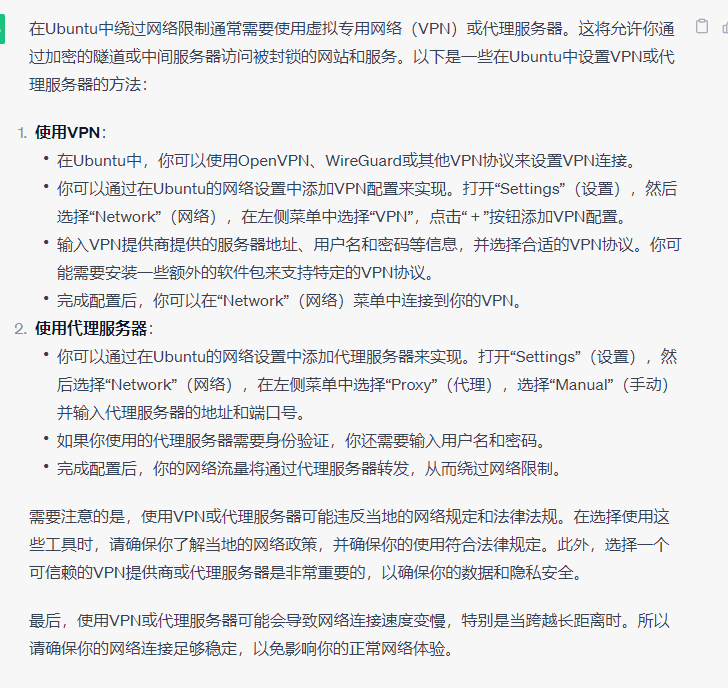 在Ubuntu中绕过网络限制通常需要使用虚拟专用网络（VPN）或代理服务器。这将允许你通
过加密的隧道或中间服务器访问被封锁的网站和服务。以下是一些在Ubuntu中设置VPN或代
理服务器的方法：
1. 使用VPN：
• 在Ubuntu中，你可以使用OpenVPN、WireGuard或其他VPN协议来设置VPN连接。
• 你可以通过在Ubuntu的网络设置中添加VPN配置来实现。打开“Settings”（设置），然后
选择“Network”（网络），在左侧菜单中选择“VPN”，点击“+”按钮添加VPN配置。
• 输入VPN提供商提供的服务器地址、用户名和密码等信息，并选择合适的VPN协议。你可
能需要安装一些额外的软件包来支持特定的VPN协议。
• 完成配置后，你可以在“Network”（网络）菜单中连接到你的VPN。
2. 使用代理服务器：
• 你可以通过在Ubuntu的网络设置中添加代理服务器来实现。打开“Settings”（设置），然
后选择“Network”（网络），在左侧菜单中选择“Proxy”（代理），选择“Manual”（手动）
并输入代理服务器的地址和端口号。
• 如果你使用的代理服务器需要身份验证，你还需要输入用户名和密码。
• 完成配置后，你的网络流量将通过代理服务器转发，从而绕过网络限制。
需要注意的是，使用VPN或代理服务器可能违反当地的网络规定和法律法规。在选择使用这
些工具时，请确保你了解当地的网络政策，并确保你的使用符合法律规定。此外，选择一个
可信赖的VPN提供商或代理服务器是非常重要的，以确保你的数据和隐私安全。
最后，使用VPN或代理服务器可能会导致网络连接速度变慢，特别是当跨越长距离时。所以
请确保你的网络连接足够稳定，以免影响你的正常网络体验。